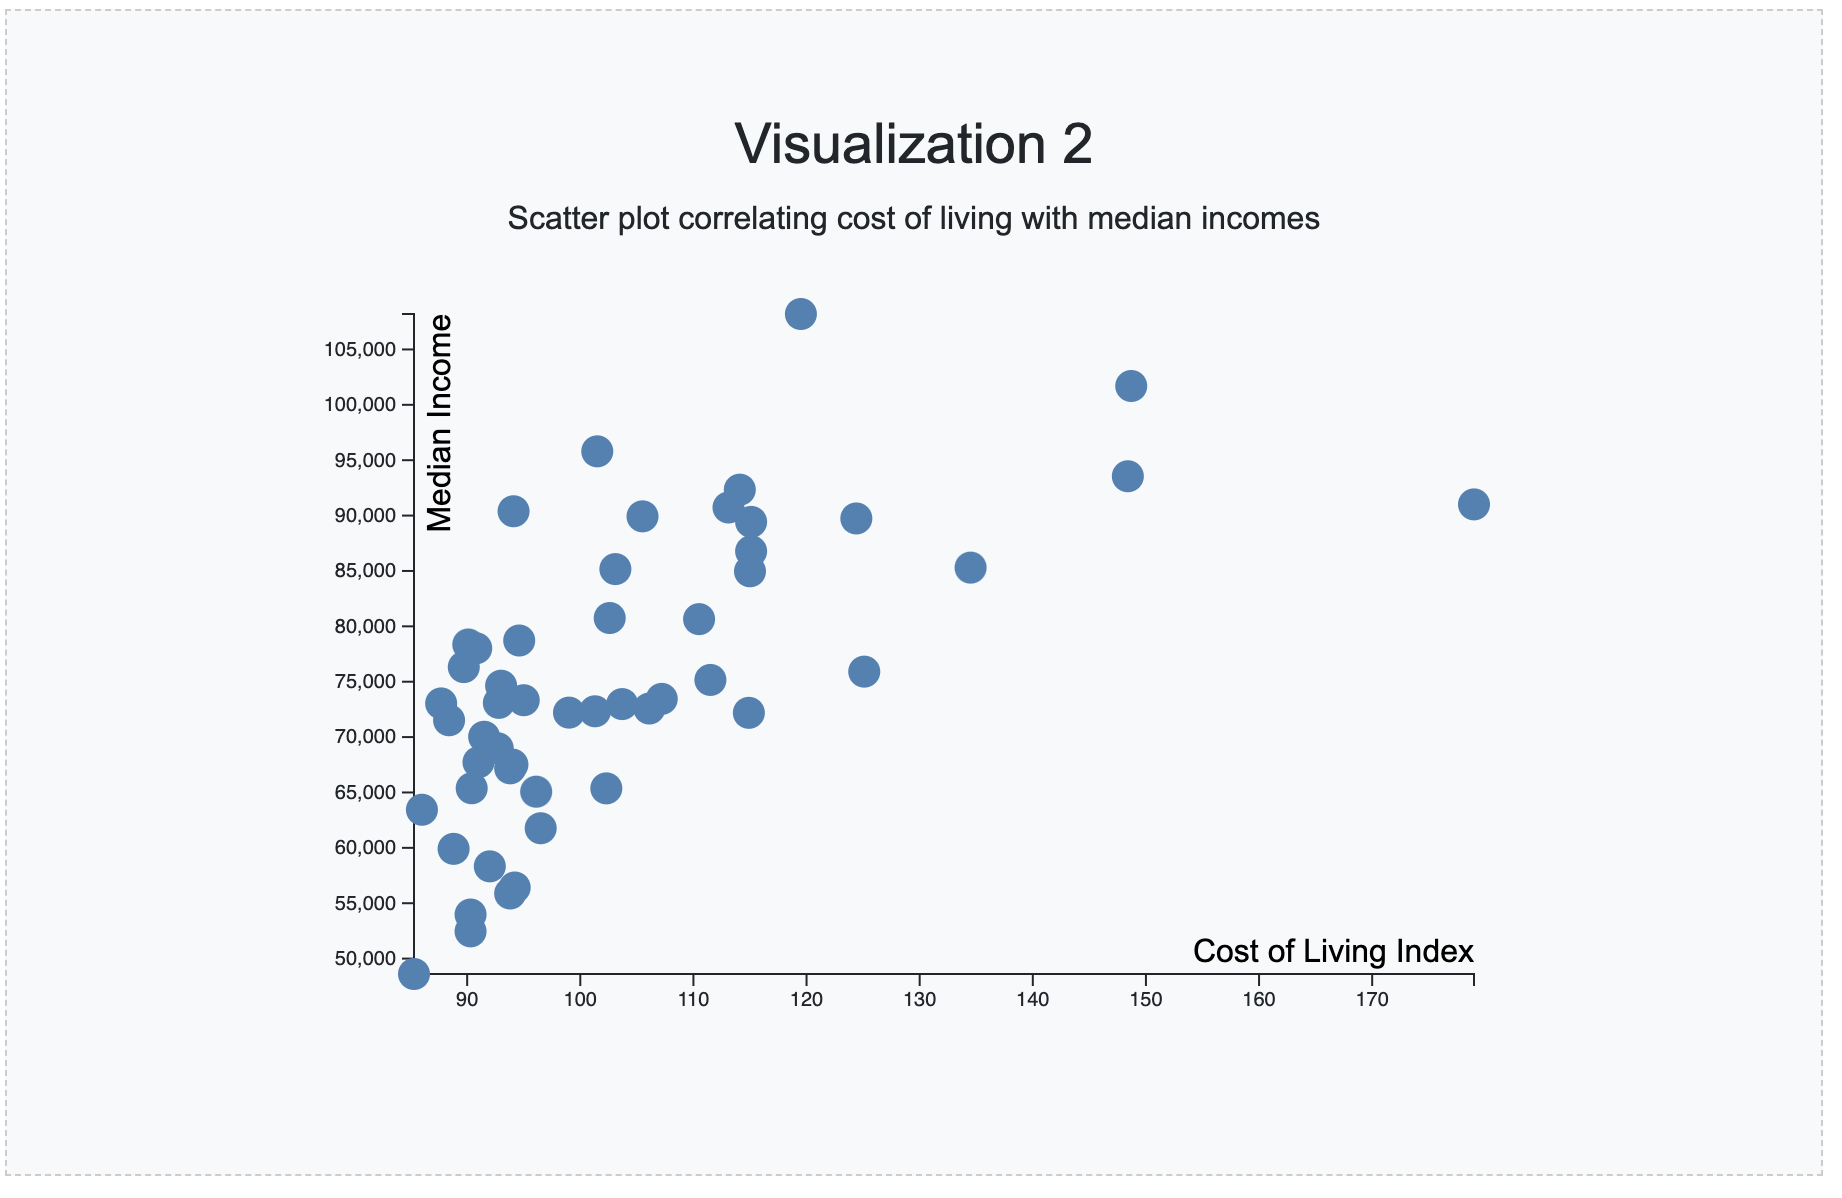 Visualization 2
Scatter plot correlating cost of living with median incomes
Median Income
105,000
100,000
95,000
90,000
85,000
80,000
75,000
70,000
65,000
60,000
55,000
50,000
Cost of Living Index
90 100 110 120 130 140 150 160 170